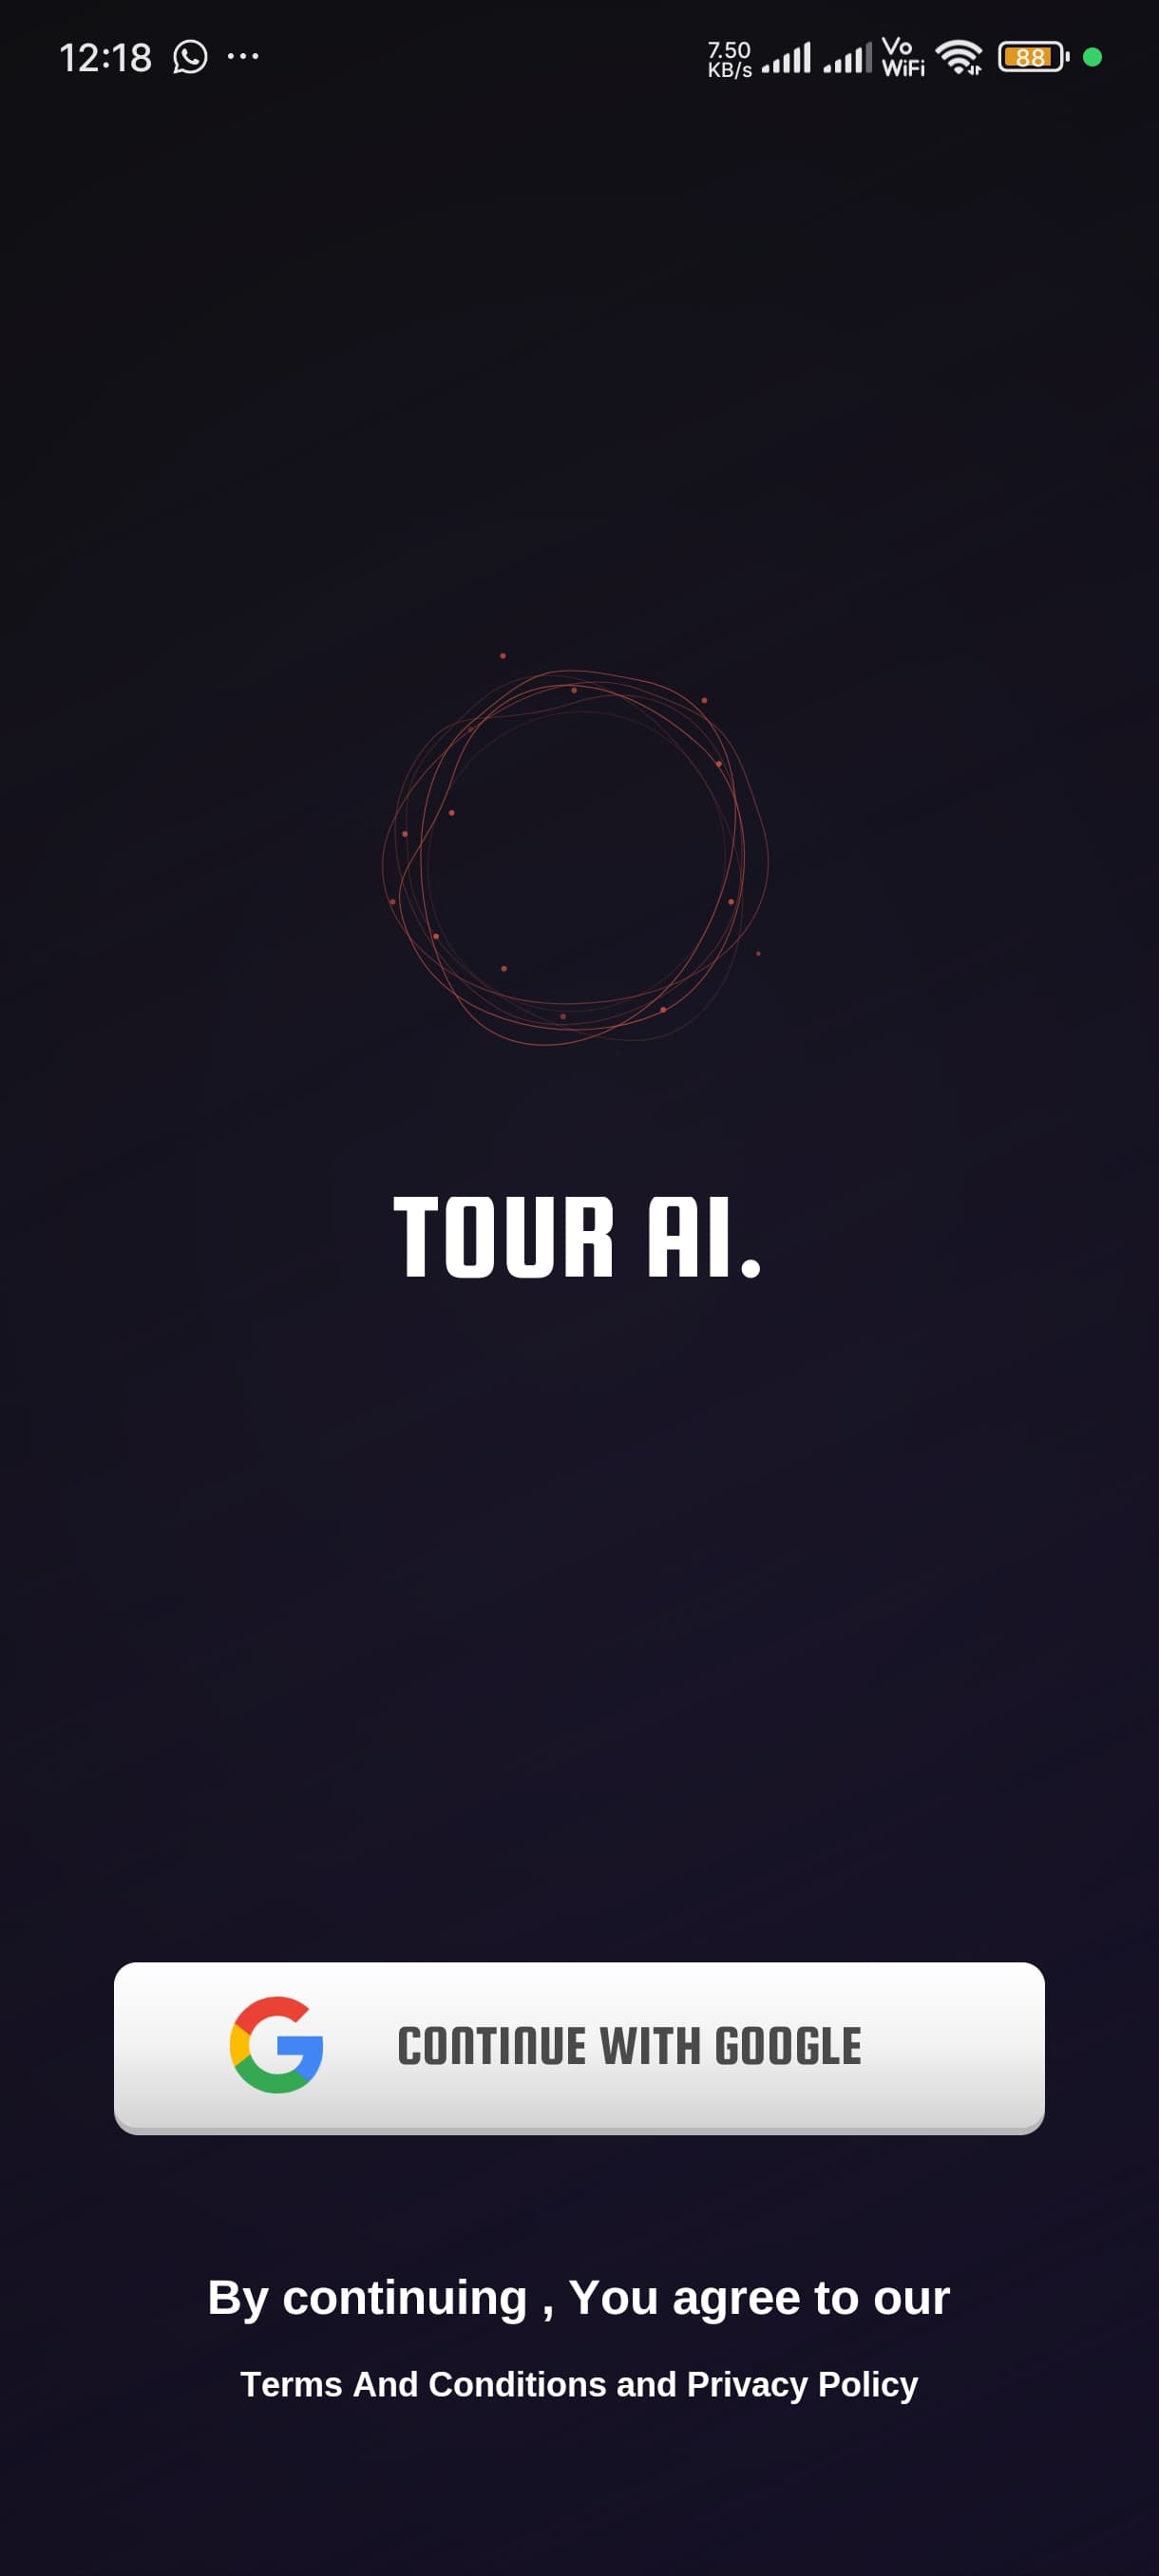 12:18
7.50
KB/s
Vo
WiFi
88
TOUR AI.
CONTINUE WITH GOOGLE
By continuing , You agree to our
Terms And Conditions and Privacy Policy